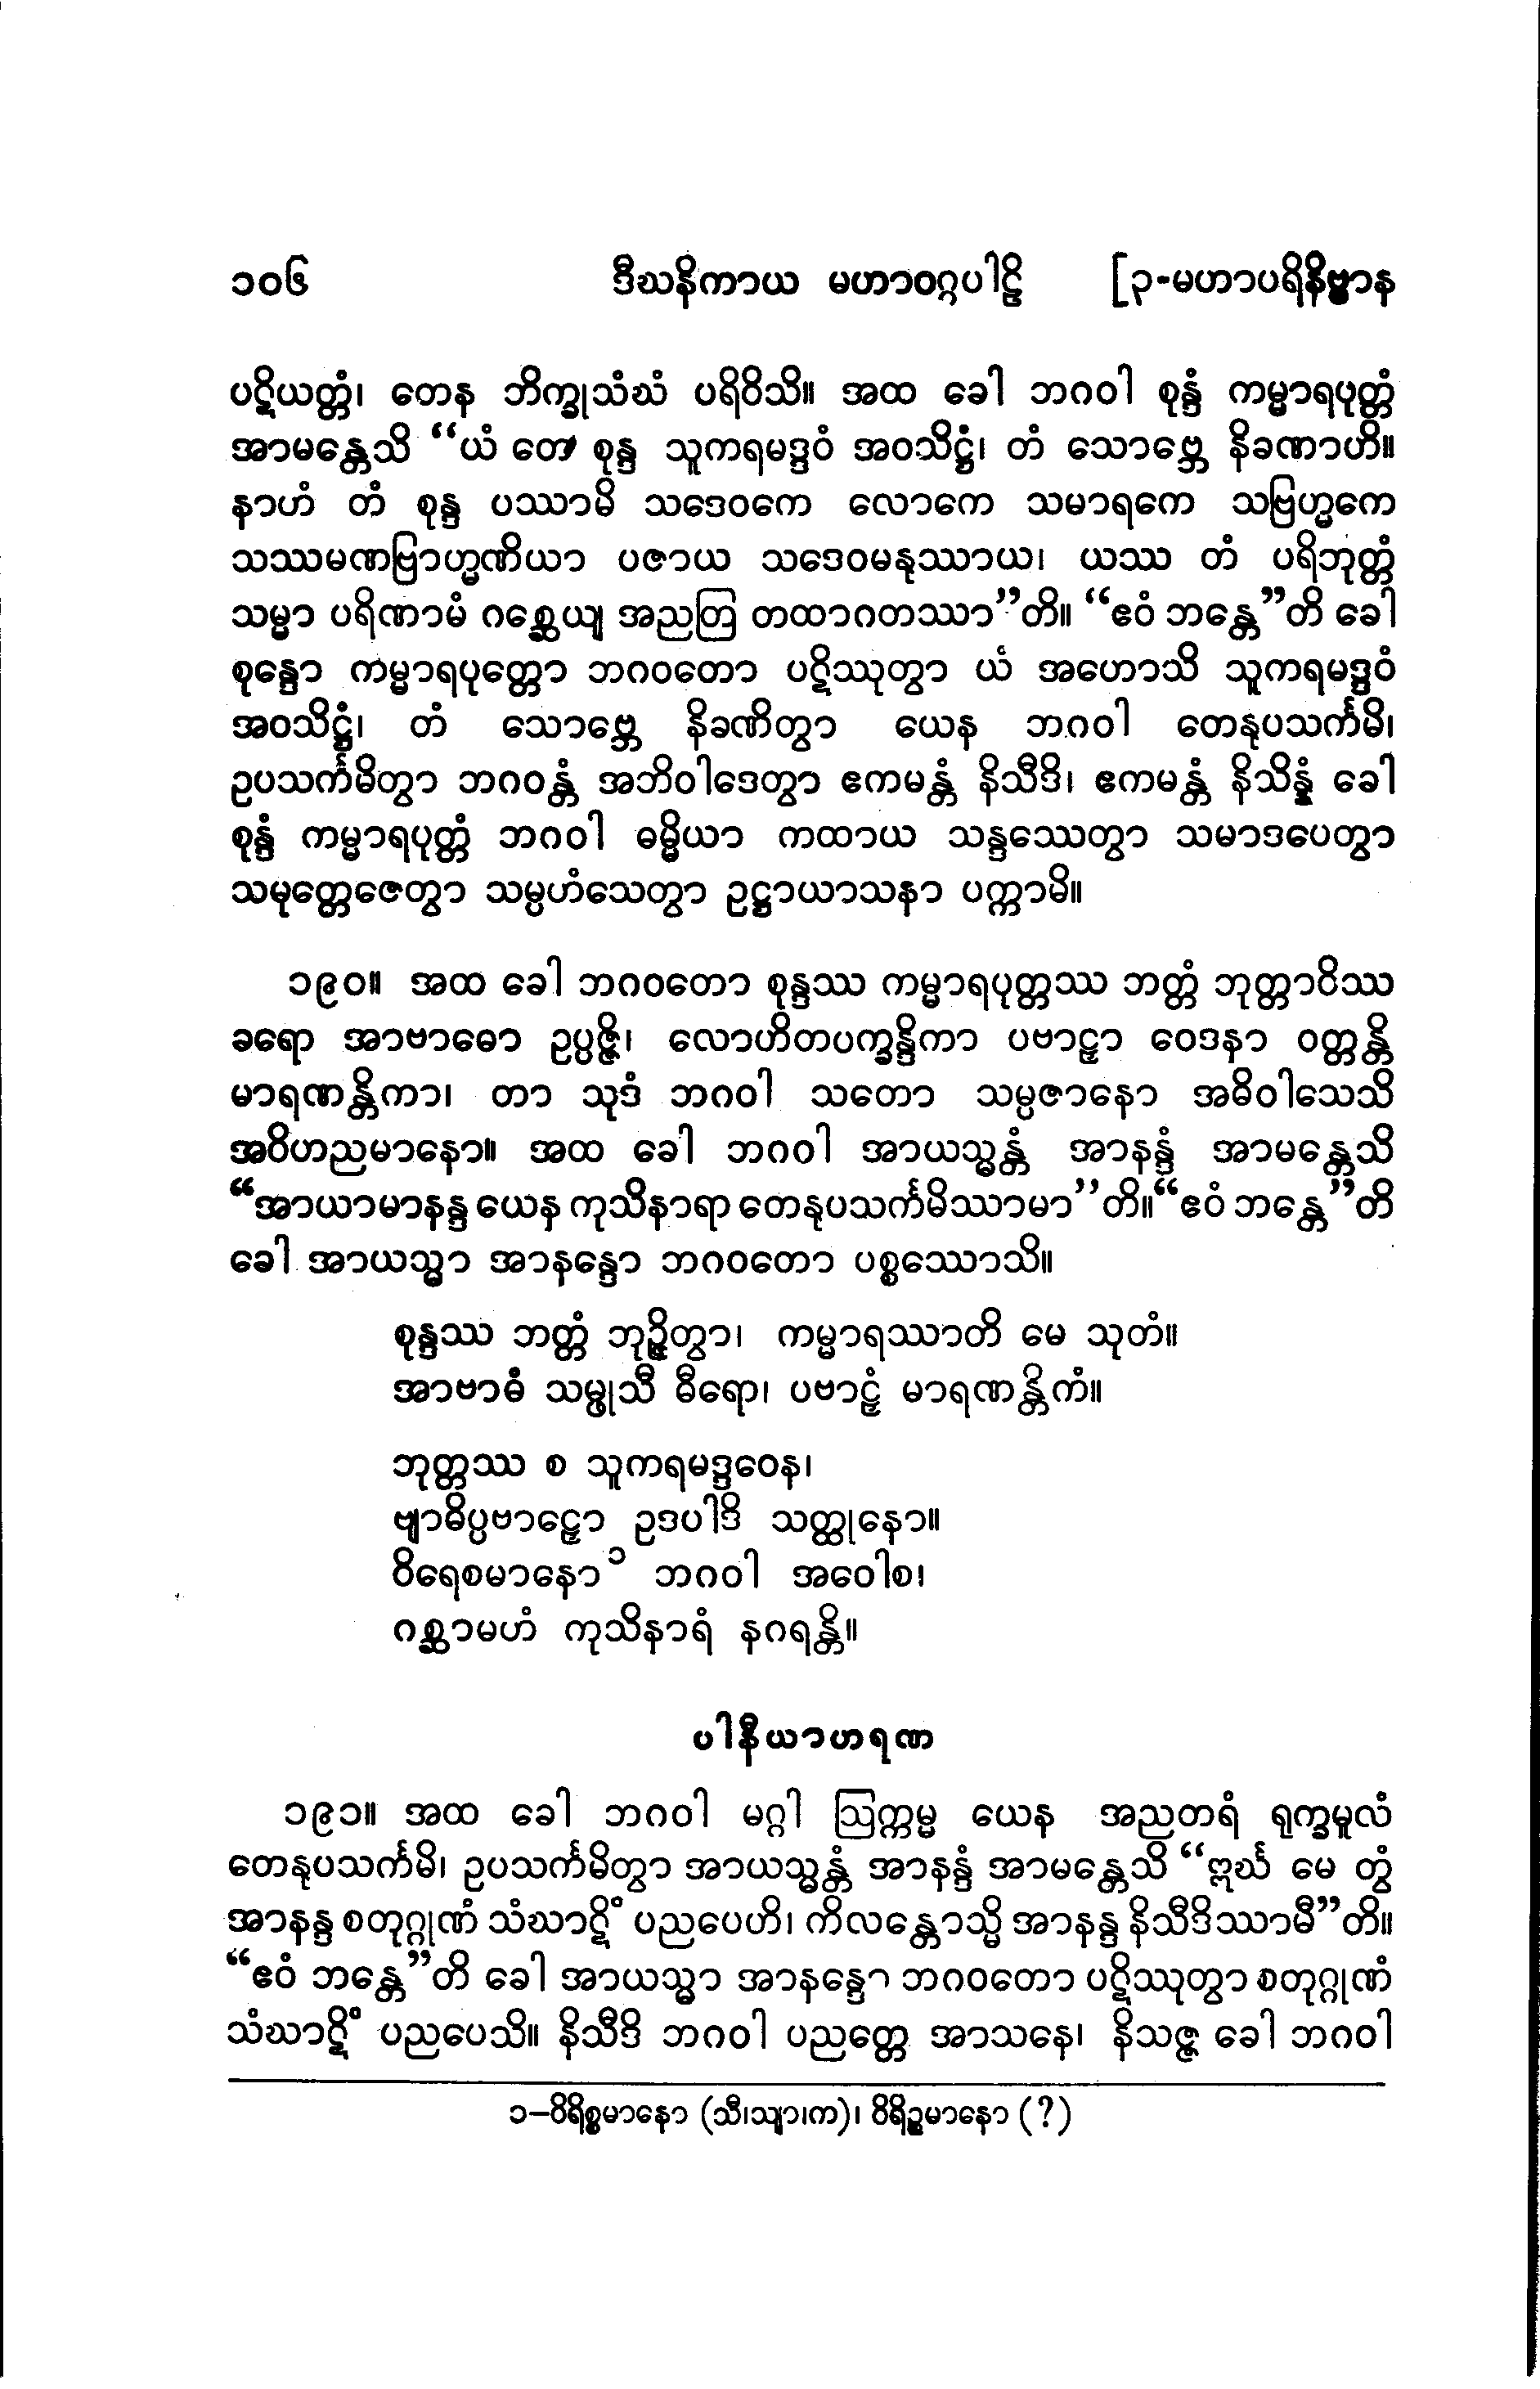 ၁၀၆ ဒီဃနိကာယ မဟာဝဂ္ဂပါဠိ [၃-မဟာပရိနိဗ္ဗာန
ပဋိယတ္တံ၊ တေန ဘိက္ခုသံဃံ ပရိဝိသိ။ အထ ခေါ ဘဂဝါ စုန္ဒံ ကမ္မာရပုတ္တံ
အာမန္တေသိ “ယံ တေ စုန္ဒ သူကရမဒ္ဒဝံ အဝသိဋ္ဌံ၊ တံ သောဗ္ဘေ နိခဏာဟိ။
နာဟံ တံ စုန္ဒ ပဿာမိ သဒေဝကေ လောကေ သမာရကေ သဗြဟ္မကေ
သဿမဏဗြာဟ္မဏိယာ ပဇာယ သဒေဝမနုဿာယ၊ ယဿ တံ ပရိဘုတ္တံ
သမ္မာ ပရိဏာမံ ဂစ္ဆေယျ အညတြ တထာဂတဿာ”တိ။ “ဧဝံ ဘန္တေ”တိ ခေါ
စုန္ဒော ကမ္မာရပုတ္တော ဘဂဝတော ပဋိဿုတွာ ယံ အဟောသိ သူကရမဒ္ဒဝံ
အဝသိဋ္ဌံ၊ တံ သောဗ္ဘေ နိခဏိတွာ ယေန ဘဂဝါ တေနုပသင်္ကမိ၊
ဥပသင်္ကမိတွာ ဘဂဝန္တံ အဘိဝါဒေတွာ ဧကမန္တံ နိသီဒိ၊ ဧကမန္တံ နိသိန္နံ ခေါ
စုန္ဒံ ကမ္မာရပုတ္တံ ဘဂဝါ ဓမ္မိယာ ကထာယ သန္ဒဿေတွာ သမာဒပေတွာ
သမုတ္တေဇေတွာ သမ္ပဟံသေတွာ ဥဋ္ဌာယာသနာ ပက္ကာမိ။
၁၉၀။ အထ ခေါ ဘဂဝတော စုန္ဒဿ ကမ္မာရပုတ္တဿ ဘတ္တံ ဘုတ္တာဝိဿ
ခရော အာဗာဓော ဥပ္ပဇ္ဇိ၊ လောဟိတပက္ခန္ဒိကာ ပဗာဠှာ ဝေဒနာ ဝတ္တန္တိ
မာရဏန္တိကာ၊ တာ သုဒံ ဘဂဝါ သတော သမ္ပဇာနော အဓိဝါသေသိ
အဝိဟညမာနော။ အထ ခေါ ဘဂဝါ အာယသ္မန္တံ အာနန္ဒံ အာမန္တေသိ
“အာယာမာနန္ဒ ယေန ကုသိနာရာ တေနုပသင်္ကမိဿာမာ”တိ။ “ဧဝံ ဘန္တေ”တိ
ခေါ အာယသ္မာ အာနန္ဒော ဘဂဝတော ပစ္စဿောသိ။
စုန္ဒဿ ဘတ္တံ ဘုဉ္ဇိတွာ၊ ကမ္မာရဿာတိ မေ သုတံ။
အာဗာဓံ သမ္ဖုသီ ဓီရော၊ ပဗာဠှံ မာရဏန္တိကံ။
ဘုတ္တဿ စ သူကရမဒ္ဒဝေန၊
ဗျာဓိပ္ပဗာဠှော ဥဒပါဒိ သတ္ထုနော။
ဝိရေစမာနော၁ ဘဂဝါ အဝေါစ၊
ဂစ္ဆာမဟံ ကုသိနာရံ နဂရန္တိ။
ပါနီယာဟရဏ
၁၉၁။ အထ ခေါ ဘဂဝါ မဂ္ဂါ ဩက္ကမ္မ ယေန အညတရံ ရုက္ခမူလံ
တေနုပသင်္ကမိ၊ ဥပသင်္ကမိတွာ အာယသ္မန္တံ အာနန္ဒံ အာမန္တေသိ “ဣင်္ဃ မေ တွံ
အာနန္ဒ စတုဂ္ဂုဏံ သံဃာဋိံ ပညပေဟိ၊ ကိလန္တောသ္မိ အာနန္ဒ နိသီဒိဿာမီ”တိ။
“ဧဝံ ဘန္တေ”တိ ခေါ အာယသ္မာ အာနန္ဒော ဘဂဝတော ပဋိဿုတွာ စတုဂ္ဂုဏံ
သံဃာဋိံ ပညပေသိ။ နိသီဒိ ဘဂဝါ ပညတ္တေ အာသနေ၊ နိသဇ္ဇ ခေါ ဘဂဝါ
၁–ဝိရိစ္စမာနော (သီ၊သျာ၊က)၊ ဝိရိဉ္စမာနော (?)